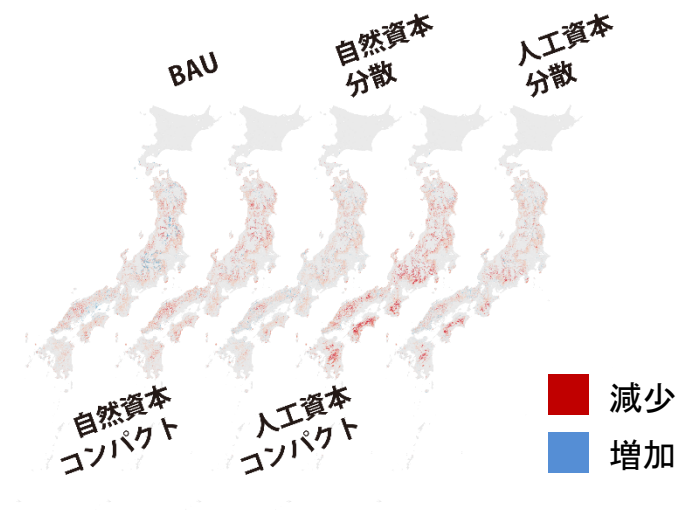 BAU
自然資本
分散
人工資本
分散
自然資本
コンパクト
人工資本
コンパクト
減少
増加